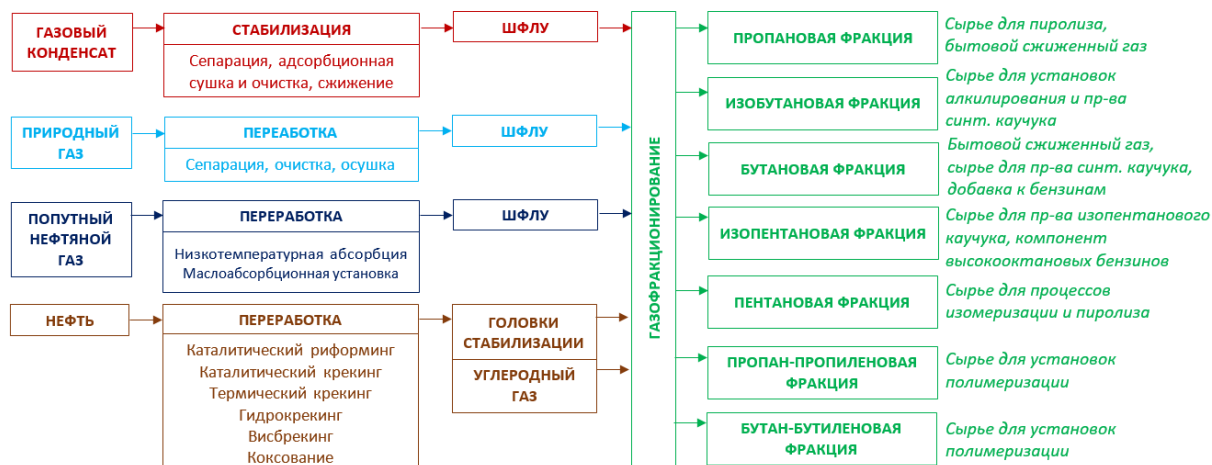 ГАЗОВЫЙ
КОНДЕНСАТ
СТАБИЛИЗАЦИЯ
Сепарация, адсорбционная
сушка и очистка, сжижение
ШФЛУ
ПРИРОДНЫЙ
ГАЗ
ПЕРЕАБОТКА
Сепарация, очистка, осушка
ШФЛУ
ПОПУТНЫЙ
НЕФТЯНОЙ
ГАЗ
ПЕРЕРАБОТКА
Низкотемпературная абсорбция
Маслоабсорбционная установка
ШФЛУ
НЕФТЬ
ПЕРЕРАБОТКА
Каталитический риформинг
Каталитический крекинг
Термический крекинг
Гидрокрекинг
Висбрекинг
Коксование
ГОЛОВКИ
СТАБИЛИЗАЦИИ
УГЛЕРОДНЫЙ
ГАЗ
ГАЗОФРАКЦИОНИРОВАНИЕ
ПРОПАНОВАЯ ФРАКЦИЯ
Сырье для пиролиза,
бытовой сжиженный газ
ИЗОБУТАНОВАЯ ФРАКЦИЯ
Сырье для установок
алкилирования и пр-ва
синт. каучука
БУТАНОВАЯ ФРАКЦИЯ
Бытовой сжиженный газ,
сырье для пр-ва синт. каучука,
добавка к бензинам
ИЗОПЕНТАНОВАЯ ФРАКЦИЯ
Сырье для пр-ва изопентанового
каучука, компонент
высокооктановых бензинов
ПЕНТАНОВАЯ ФРАКЦИЯ
Сырье для процессов
изомеризации и пиролиза
ПРОПАН-ПРОПИЛЕНОВАЯ
ФРАКЦИЯ
Сырье для установок
полимеризации
БУТАН-БУТИЛЕНОВАЯ
ФРАКЦИЯ
Сырье для установок
полимеризации